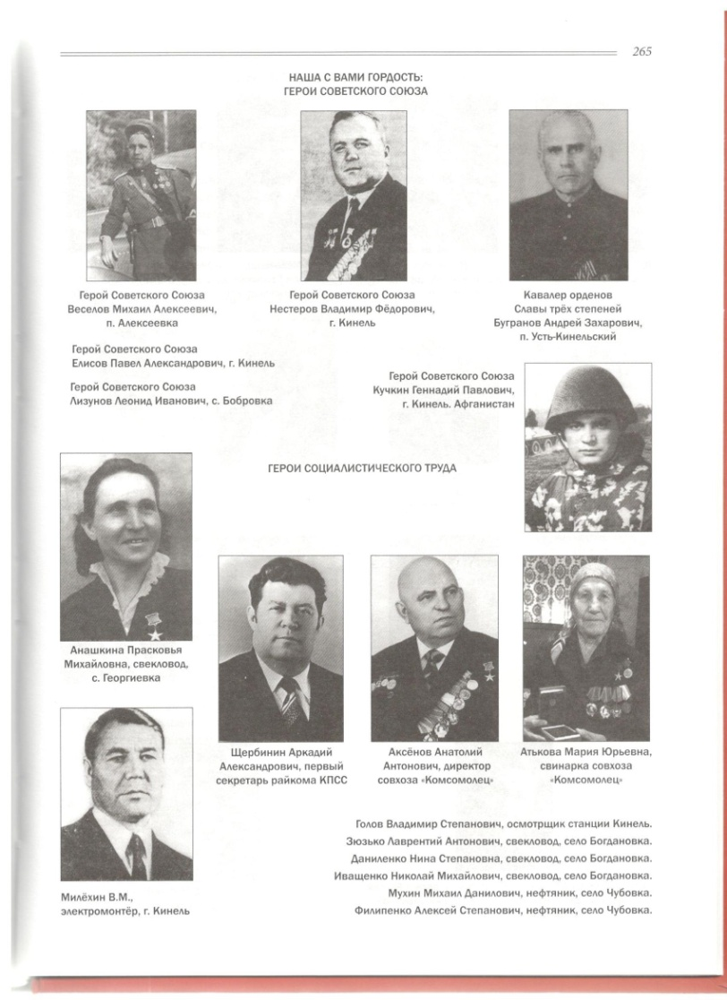 265
НАША С ВАМИ ГОРДОСТЬ:
ГЕРОИ СОВЕТСКОГО СОЮЗА
Герой Советского Союза
Веселов Михаил Алексеевич,
п. Алексеевка
Герой Советского Союза
Нестеров Владимир Фёдорович,
г. Кинель
Кавалер орденов
Славы трёх степеней
Бугранов Андрей Захарович,
п. Усть-Кинельский
Герой Советского Союза
Елисов Павел Александрович, г. Кинель
Герой Советского Союза
Лизунов Леонид Иванович, с. Бобровка
Герой Советского Союза
Кучкин Геннадий Павлович,
г. Кинель. Афганистан
ГЕРОИ СОЦИАЛИСТИЧЕСКОГО ТРУДА
Анашкина Прасковья
Михайловна, свекловод,
с. Георгиевка
Щербинин Аркадий
Александрович, первый
секретарь райкома КПСС
Аксёнов Анатолий
Антонович, директор
совхоза «Комсомолец»
Атькова Мария Юрьевна,
свинарка совхоза
«Комсомолец»
Милёхин В.М.,
электромонтёр, г. Кинель
Голов Владимир Степанович, осмотрщик станции Кинель.
Зюзько Лаврентий Антонович, свекловод, село Богдановка.
Даниленко Нина Степановна, свекловод, село Богдановка.
Иващенко Николай Михайлович, свекловод, село Богдановка.
Мухин Михаил Данилович, нефтяник, село Чубовка.
Филипенко Алексей Степанович, нефтяник, село Чубовка.